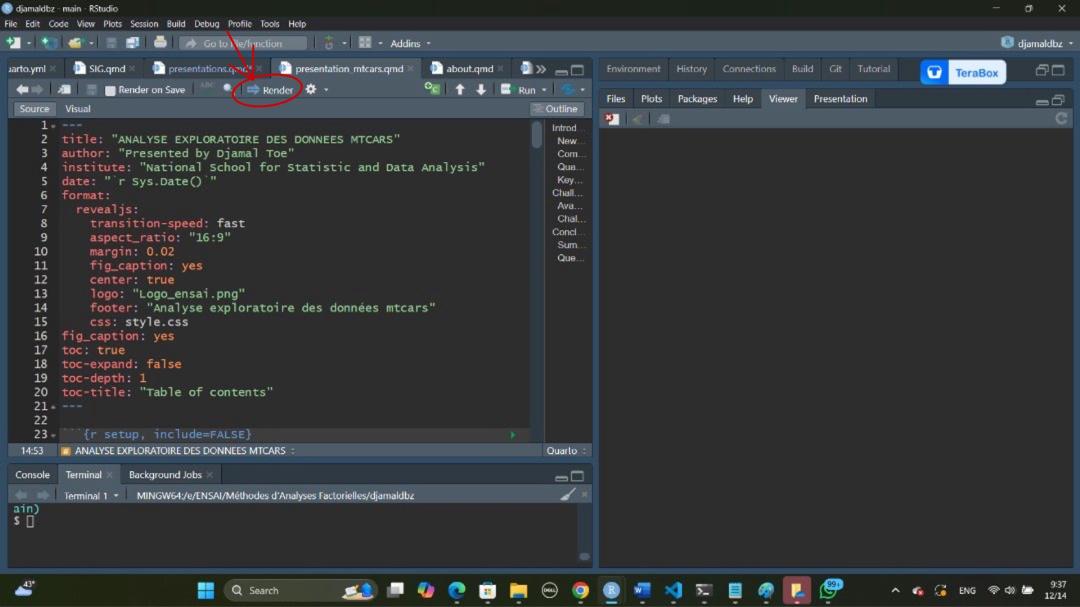 djamaldbz - main - RStudio
File Edit Code View Plots Session Build Debug Profile Tools Help
Go to file/function
Addins
djamaldbz
uarto.yml
SIG.qmd
presentations.qmd*
presentation_mtcars.qmd
about.qmd
Render on Save
ABC
Render
Run
Source
Visual
Outline
1 ---
2 title: "ANALYSE EXPLORATOIRE DES DONNEES MTCARS"
3 author: "Presented by Djamal Toe"
4 institute: "National School for Statistic and Data Analysis"
5 date: "`r Sys.Date()`"
6 format:
7 revealjs:
8 transition-speed: fast
9 aspect_ratio: "16:9"
10 margin: 0.02
11 fig_caption: yes
12 center: true
13 logo: "Logo_ensai.png"
14 footer: "Analyse exploratoire des données mtcars"
15 css: style.css
16 fig_caption: yes
17 toc: true
18 toc-expand: false
19 toc-depth: 1
20 toc-title: "Table of contents"
21 ---
22
23 ```{r setup, include=FALSE}
Introd...
New...
Com...
Qua...
Key...
Chall...
Ava...
Chal...
Concl...
Sum...
Que...
14:53
ANALYSE EXPLORATOIRE DES DONNEES MTCARS
Quarto
Console
Terminal
Background Jobs
Terminal 1
MINGW64:/e/ENSAI/Méthodes d'Analyses Factorielles/djamaldbz
ain)
$
Environment
History
Connections
Build
Git
Tutorial
TeraBox
Files
Plots
Packages
Help
Viewer
Presentation
43°
Search
DELL
99+
ENG
9:37
12/14